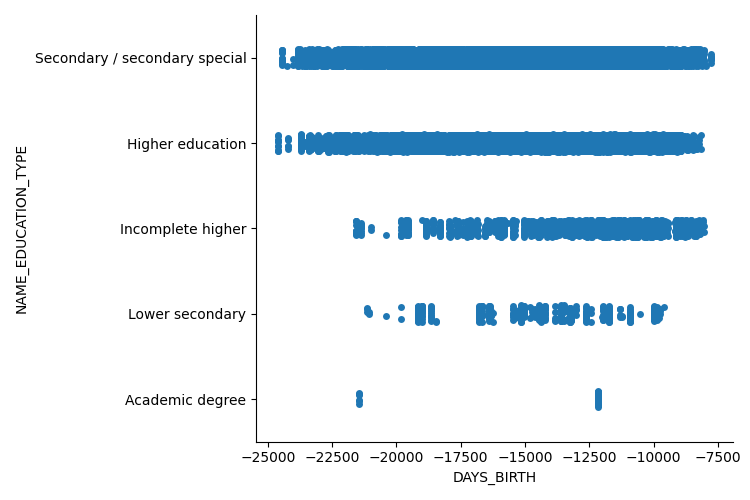 NAME_EDUCATION_TYPE
Secondary / secondary special
Higher education
Incomplete higher
Lower secondary
Academic degree
−25000 −22500 −20000 −17500 −15000 −12500 −10000 −7500
DAYS_BIRTH